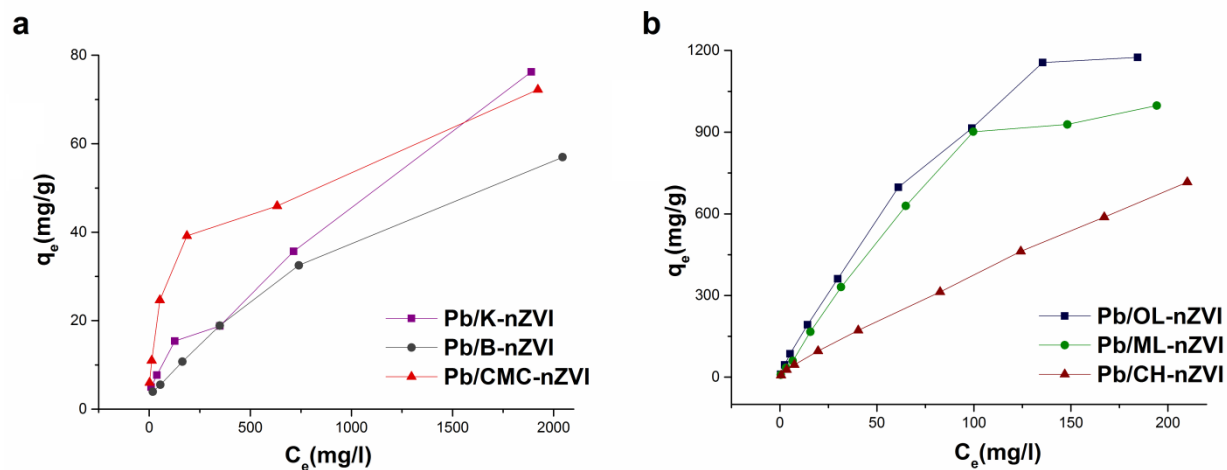 a
80
60
40
20
0
qe(mg/g)
0 500 1000 1500 2000
Ce(mg/l)
Pb/K-nZVI
Pb/B-nZVI
Pb/CMC-nZVI
b
1200
900
600
300
0
qe(mg/g)
0 50 100 150 200
Ce(mg/l)
Pb/OL-nZVI
Pb/ML-nZVI
Pb/CH-nZVI